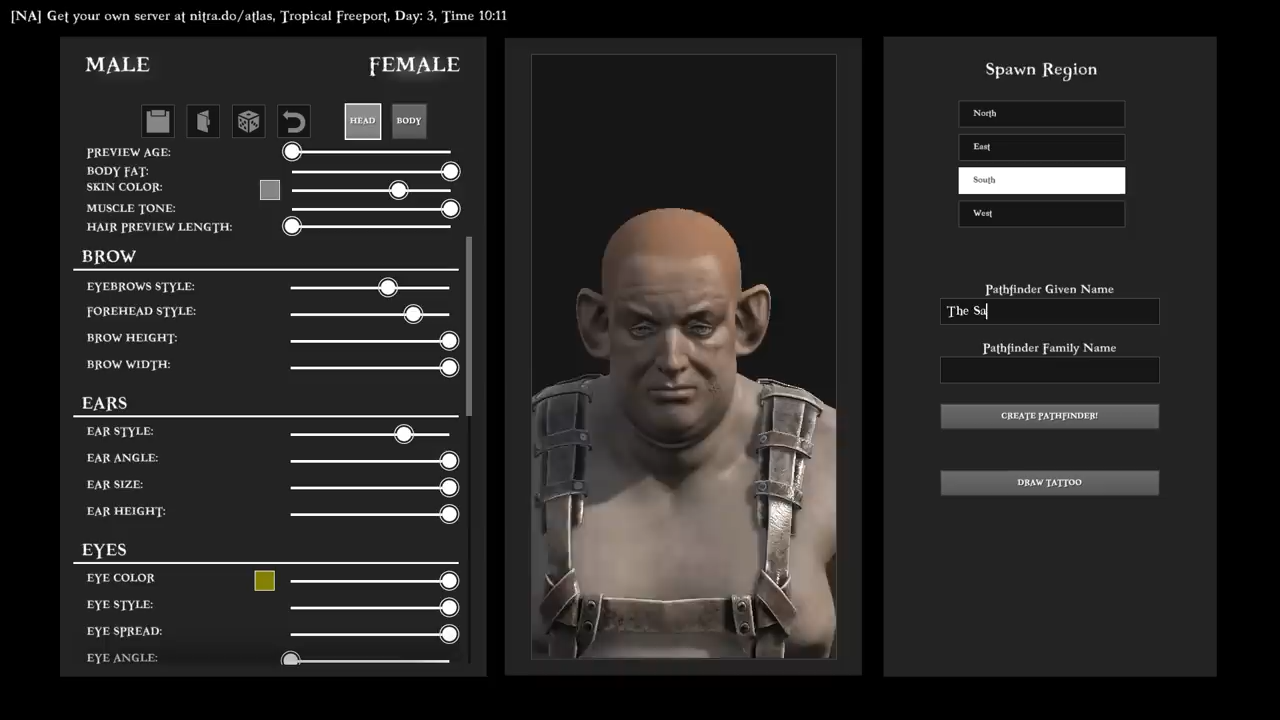 [NA] Get your own server at nitra.do/atlas, Tropical Freeport, Day: 3, Time 10:11
MALE
FEMALE
HEAD
BODY
PREVIEW AGE:
BODY FAT:
SKIN COLOR:
MUSCLE TONE:
HAIR PREVIEW LENGTH:
BROW
EYEBROWS STYLE:
FOREHEAD STYLE:
BROW HEIGHT:
BROW WIDTH:
EARS
EAR STYLE:
EAR ANGLE:
EAR SIZE:
EAR HEIGHT:
EYES
EYE COLOR
EYE STYLE:
EYE SPREAD:
EYE ANGLE:
Spawn Region
North
East
South
West
Pathfinder Given Name
The Sa
Pathfinder Family Name
CREATE PATHFINDER!
DRAW TATTOO